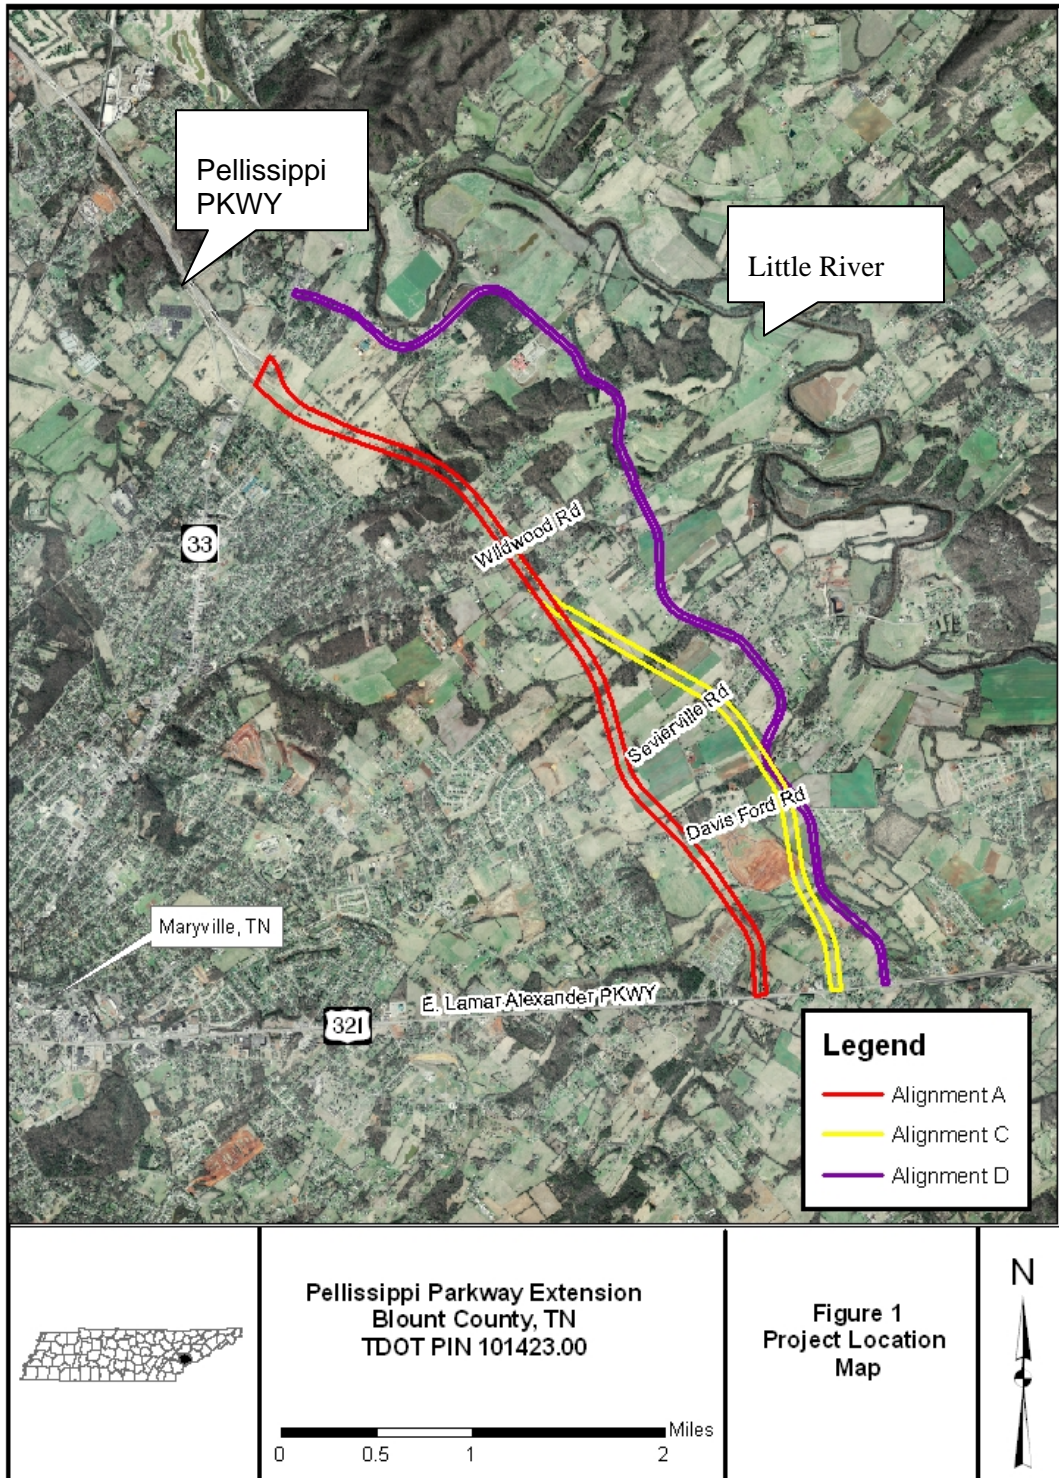 Pellissippi
PKWY
Little River
33
Wildwood Rd
Sevierville Rd
Davis Ford Rd
Maryville, TN
E. Lamar Alexander PKWY
321
Legend
Alignment A
Alignment C
Alignment D
Pellissippi Parkway Extension
Blount County, TN
TDOT PIN 101423.00
Miles
0 0.5 1 2
Figure 1
Project Location
Map
N